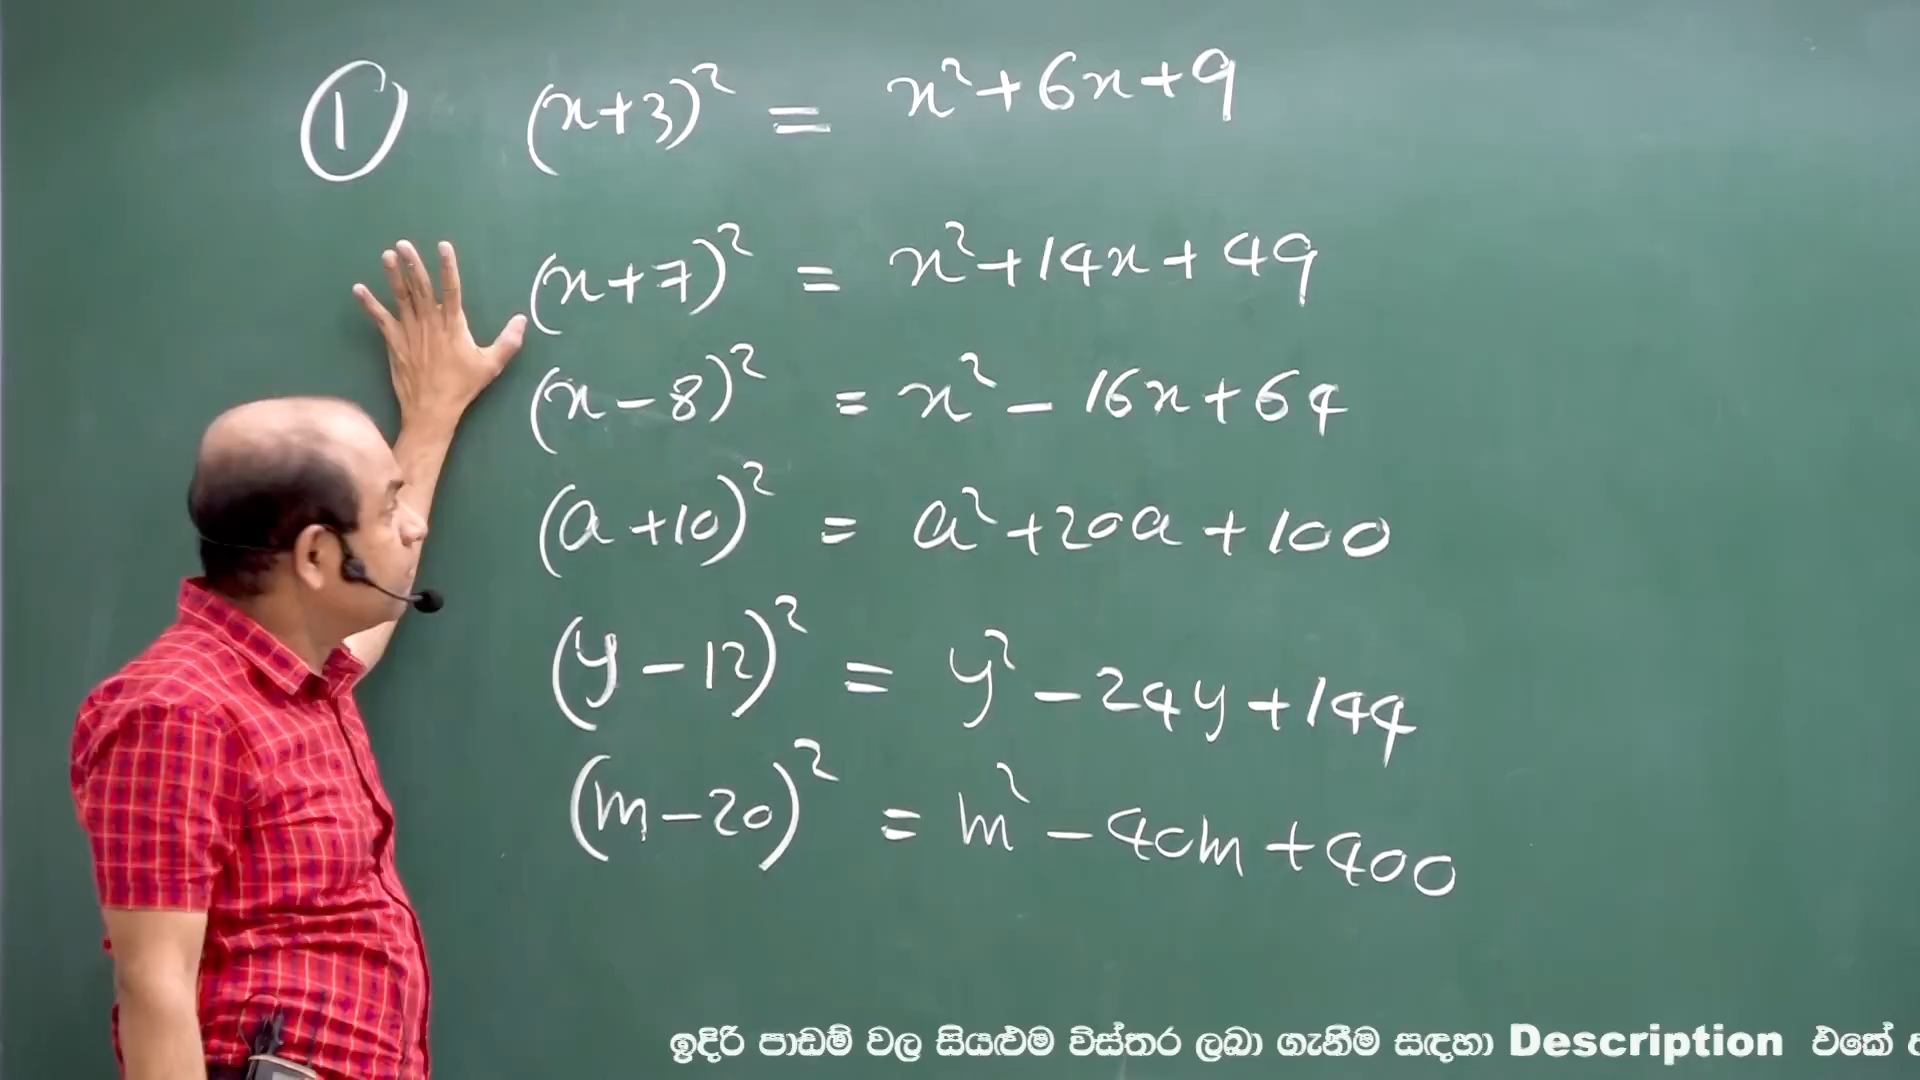 ① (x+3)² = x²+6x+9
(x+7)² = x²+14x+49
(x-8)² = x²-16x+64
(a+10)² = a²+20a+100
(y-12)² = y²-24y+144
(m-20)² = m²-40m+400
ඉදිරි පාඩම් වල සියළුම විස්තර ලබා ගැනීම සඳහා Description එකේ